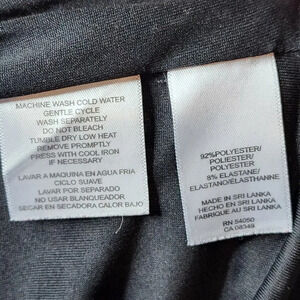 MACHINE WASH COLD WATER
GENTLE CYCLE
WASH SEPARATELY
DO NOT BLEACH
TUMBLE DRY LOW HEAT
REMOVE PROMPTLY
PRESS WITH COOL IRON
IF NECESSARY
LAVAR A MAQUINA EN AGUA FRIA
CICLO SUAVE
LAVAR POR SEPARADO
NO USAR BLANQUEADOR
SECAR EN SECADORA CALOR BAJO
92%POLYESTER/
POLIESTER/
POLYESTER
8% ELASTANE/
ELASTANO/ELASTHANNE
MADE IN SRI LANKA
HECHO EN SRI LANKA
FABRIQUE AU SRI LANKA
RN 54050
CA 08349